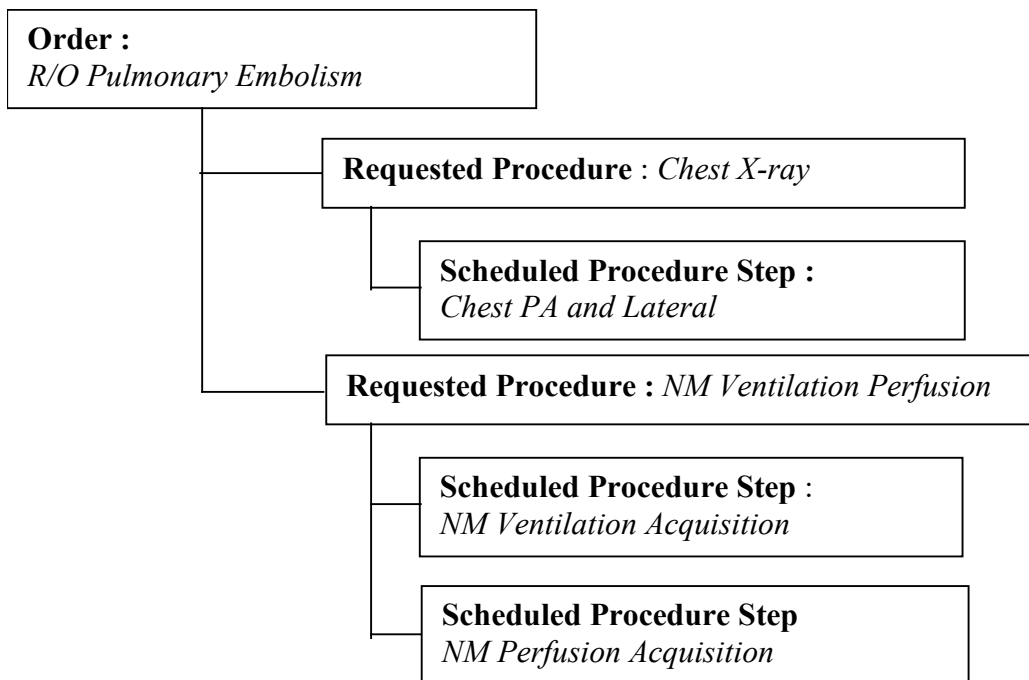 Order :
R/O Pulmonary Embolism
Requested Procedure : Chest X-ray
Scheduled Procedure Step :
Chest PA and Lateral
Requested Procedure : NM Ventilation Perfusion
Scheduled Procedure Step :
NM Ventilation Acquisition
Scheduled Procedure Step
NM Perfusion Acquisition